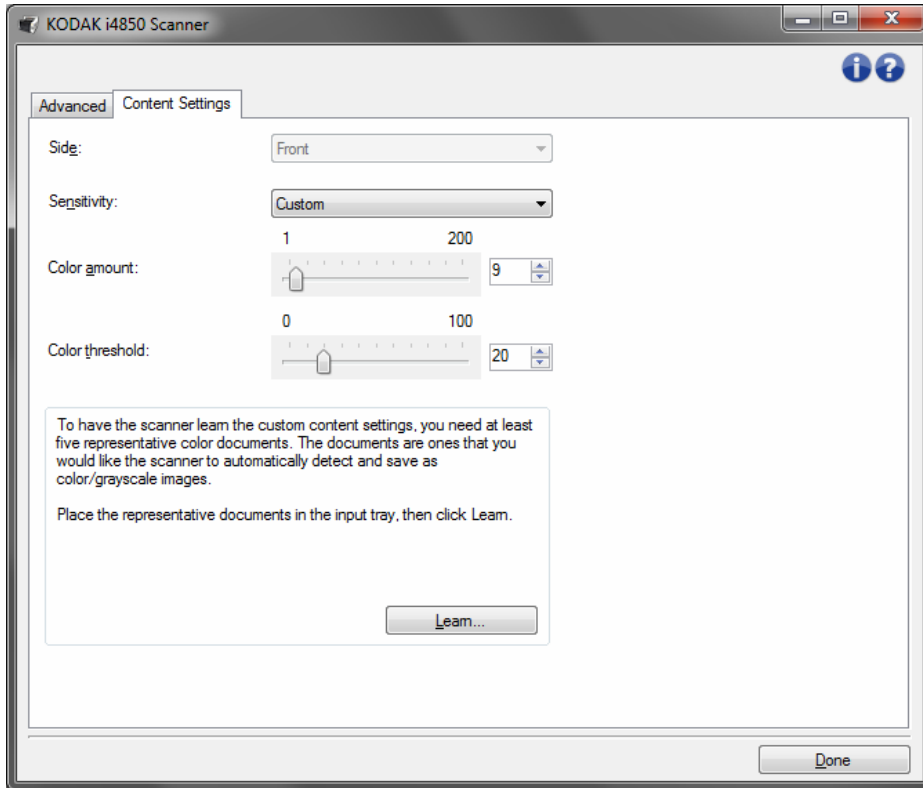 KODAK i4850 Scanner
Advanced
Content Settings
Side:
Front
Sensitivity:
Custom
1 200
Color amount:
9
0 100
Color threshold:
20
To have the scanner learn the custom content settings, you need at least
five representative color documents. The documents are ones that you
would like the scanner to automatically detect and save as
color/grayscale images.
Place the representative documents in the input tray, then click Learn.
Learn...
Done